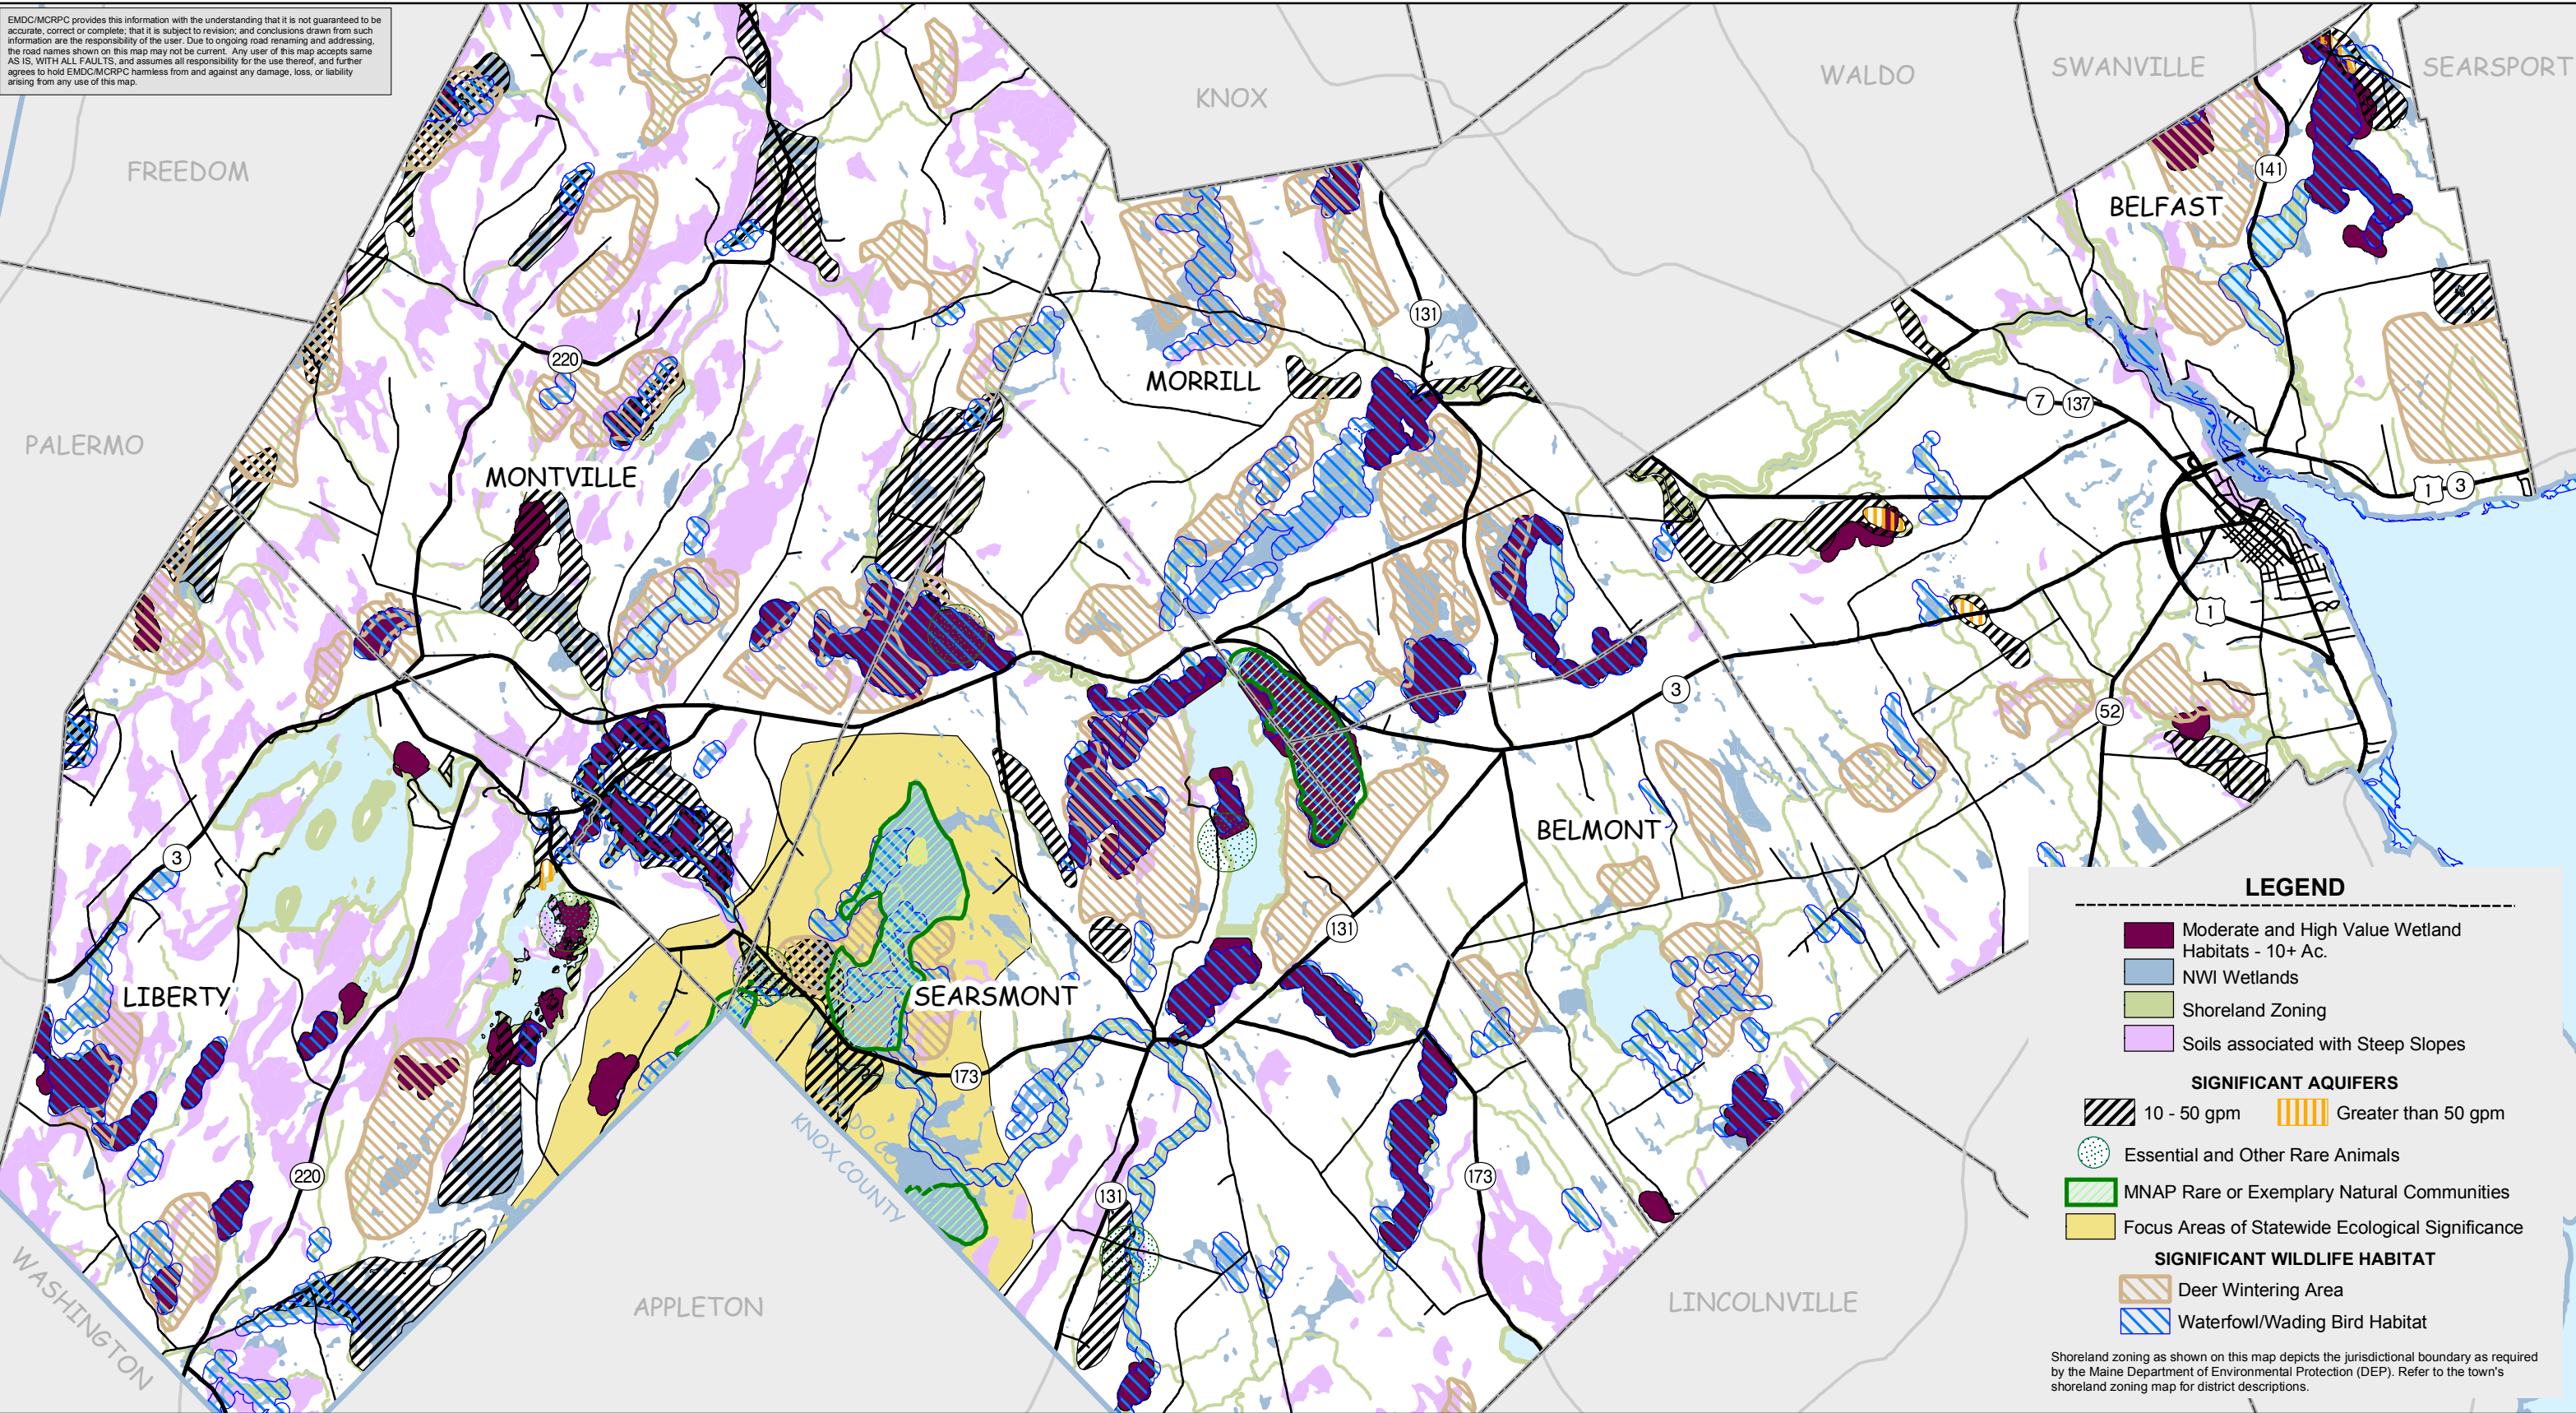 EMDC/MCRPC provides this information with the understanding that it is not guaranteed to be
accurate, correct or complete; that it is subject to revision; and conclusions drawn from such
information are the responsibility of the user. Due to ongoing road renaming and addressing,
the road names shown on this map may not be current. Any user of this map accepts same
AS IS, WITH ALL FAULTS, and assumes all responsibility for the use thereof, and further
agrees to hold EMDC/MCRPC harmless from and against any damage, loss, or liability
arising from any use of this map.
FREEDOM
KNOX
WALDO
SWANVILLE
SEARSPORT
141
BELFAST
131
220
MORRILL
7
137
PALERMO
MONTVILLE
1
3
1
3
52
3
BELMONT
131
LIBERTY
SEARSMONT
173
KNOX COUNTY
DO CO
220
131
173
WASHINGTON
APPLETON
LINCOLNVILLE
LEGEND
Moderate and High Value Wetland
Habitats - 10+ Ac.
NWI Wetlands
Shoreland Zoning
Soils associated with Steep Slopes
SIGNIFICANT AQUIFERS
10 - 50 gpm
Greater than 50 gpm
Essential and Other Rare Animals
MNAP Rare or Exemplary Natural Communities
Focus Areas of Statewide Ecological Significance
SIGNIFICANT WILDLIFE HABITAT
Deer Wintering Area
Waterfowl/Wading Bird Habitat
Shoreland zoning as shown on this map depicts the jurisdictional boundary as required
by the Maine Department of Environmental Protection (DEP). Refer to the town's
shoreland zoning map for district descriptions.